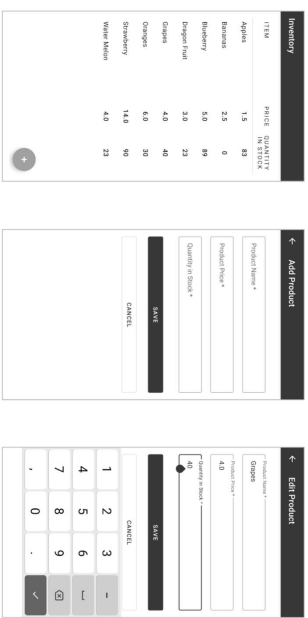 Inventory
ITEM PRICE QUANTITY IN STOCK
Apples 1.5 83
Bananas 2.5 0
Blueberry 5.0 89
Dragon Fruit 3.0 23
Grapes 4.0 40
Oranges 6.0 30
Strawberry 14.0 90
Water Melon 4.0 23
+
← Add Product
Product Name *
Product Price *
Quantity in Stock *
SAVE
CANCEL
← Edit Product
Product Name *
Grapes
Product Price *
4.0
Quantity in Stock *
40
SAVE
CANCEL
1 2 3 -
4 5 6
7 8 9
, 0 .